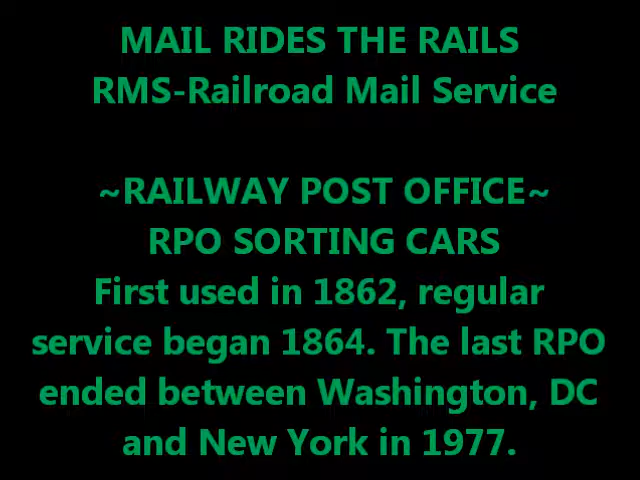 MAIL RIDES THE RAILS
RMS-Railroad Mail Service
~RAILWAY POST OFFICE~
RPO SORTING CARS
First used in 1862, regular
service began 1864. The last RPO
ended between Washington, DC
and New York in 1977.